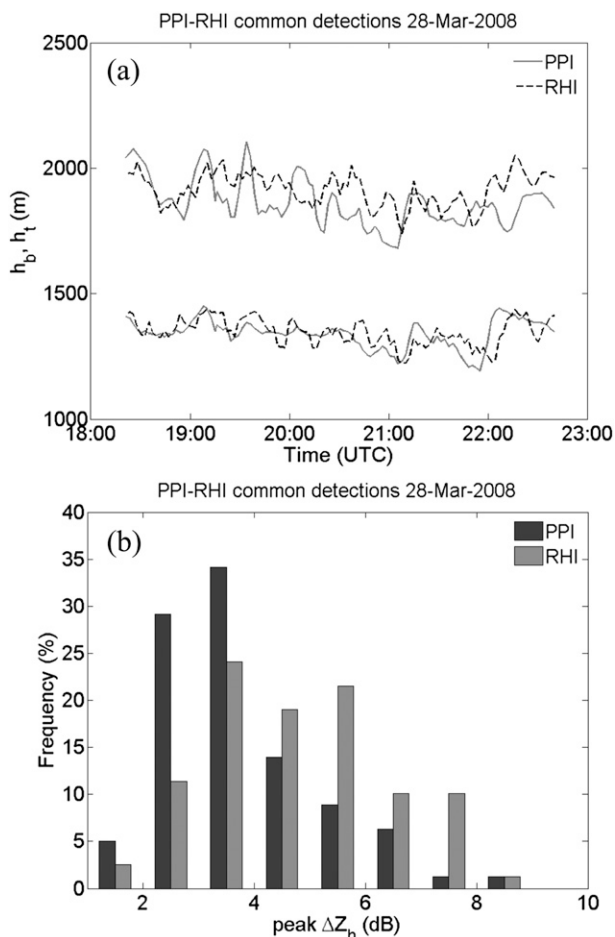 PPI-RHI common detections 28-Mar-2008
(a)
PPI
RHI
2500
2000
1500
1000
h_b, h_t (m)
18:00 19:00 20:00 21:00 22:00 23:00
Time (UTC)
PPI-RHI common detections 28-Mar-2008
(b)
PPI
RHI
40
35
30
25
20
15
10
5
0
Frequency (%)
2 4 6 8 10
peak ΔZ_h (dB)